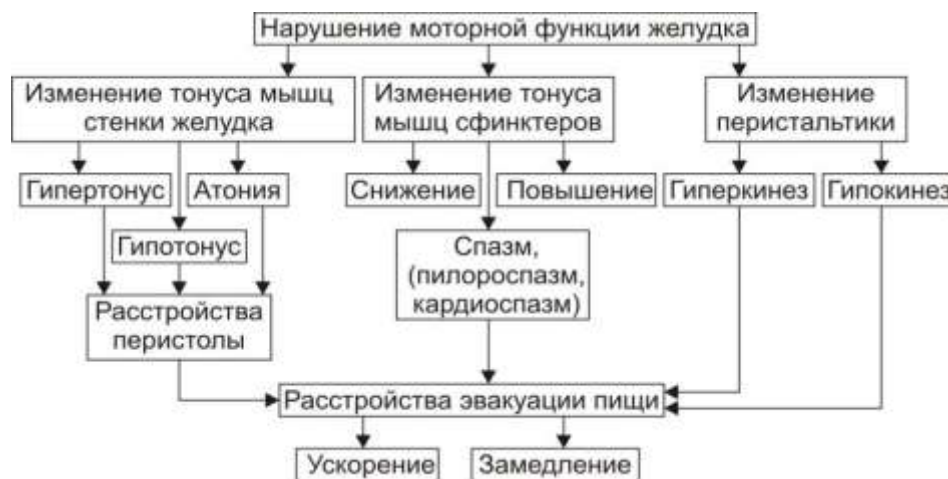 Нарушение моторной функции желудка
Изменение тонуса мышц
стенки желудка
Изменение тонуса
мышц сфинктеров
Изменение
перистальтики
Гипертонус
Атония
Снижение
Повышение
Гиперкинез
Гипокинез
Гипотонус
Спазм,
(пилороспазм,
кардиоспазм)
Расстройства
перистолы
Расстройства эвакуации пищи
Ускорение
Замедление